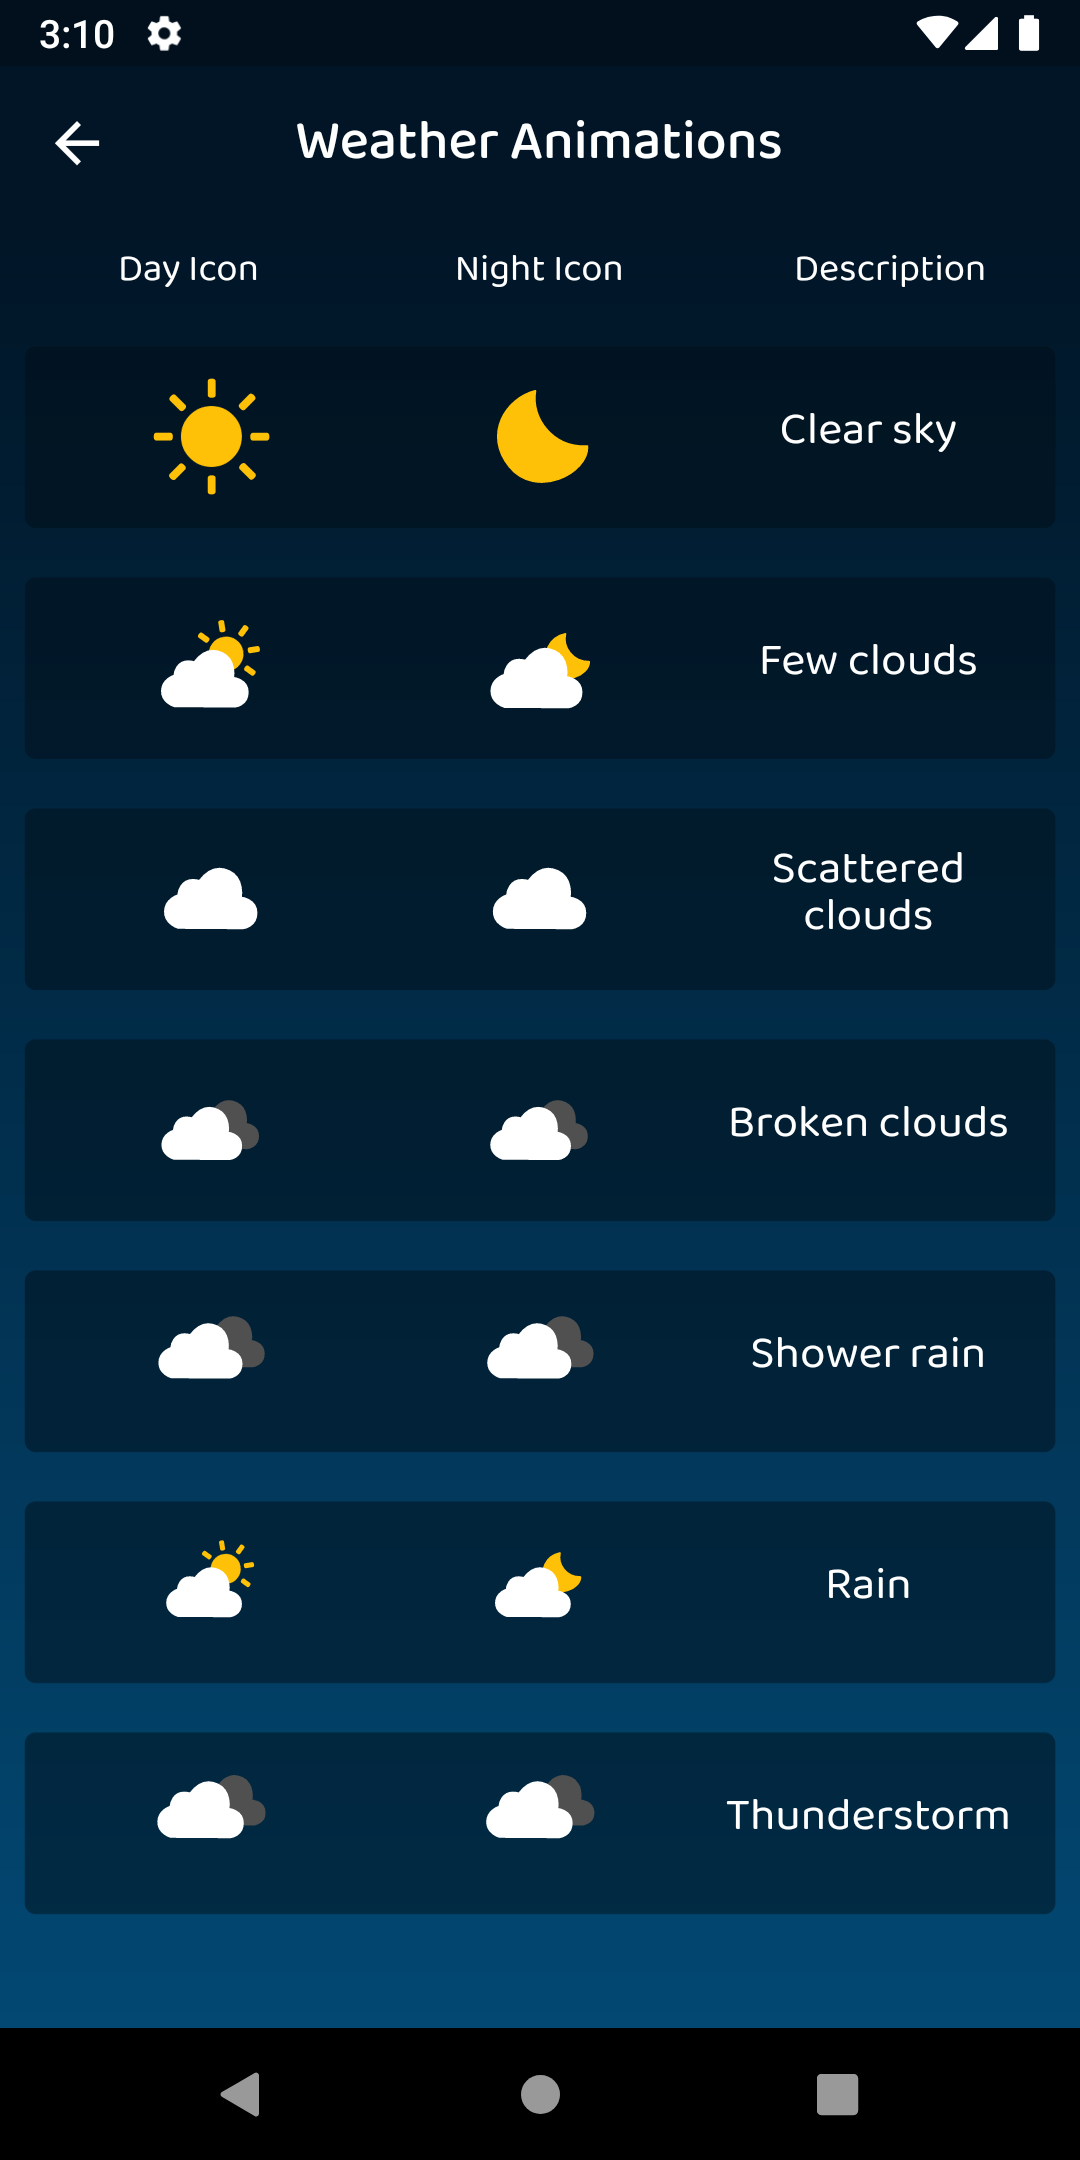 3:10
Weather Animations
Day Icon
Night Icon
Description
Clear sky
Few clouds
Scattered
clouds
Broken clouds
Shower rain
Rain
Thunderstorm